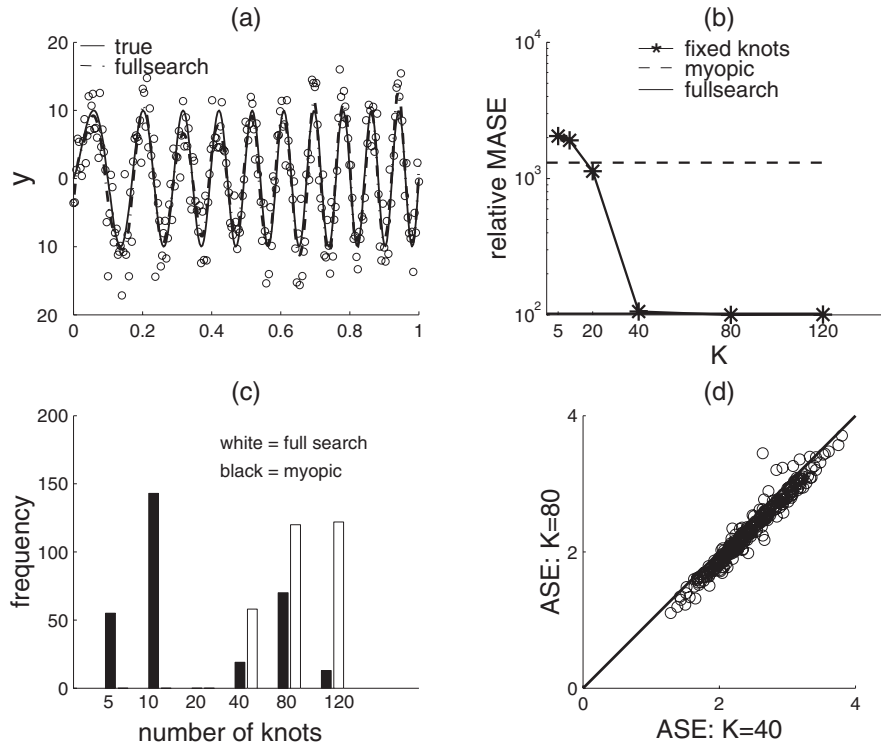 (a)
true
fullsearch
y
20
10
0
10
20
0
0.2
0.4
0.6
0.8
1
(b)
fixed knots
myopic
fullsearch
relative MASE
10^4
10^3
10^2
5
20
40
80
120
K
(c)
white = full search
black = myopic
frequency
200
150
100
50
0
5
10
20
40
80
120
number of knots
(d)
ASE: K=80
4
2
0
0
2
4
ASE: K=40